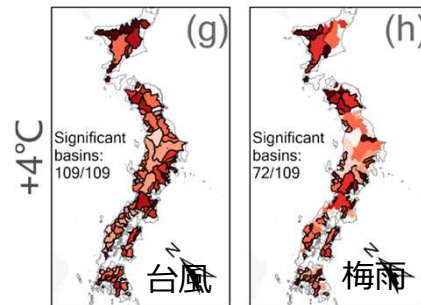 +4°C
(g)
Significant
basins:
109/109
N
台風
(h)
Significant
basins:
72/109
N
梅雨